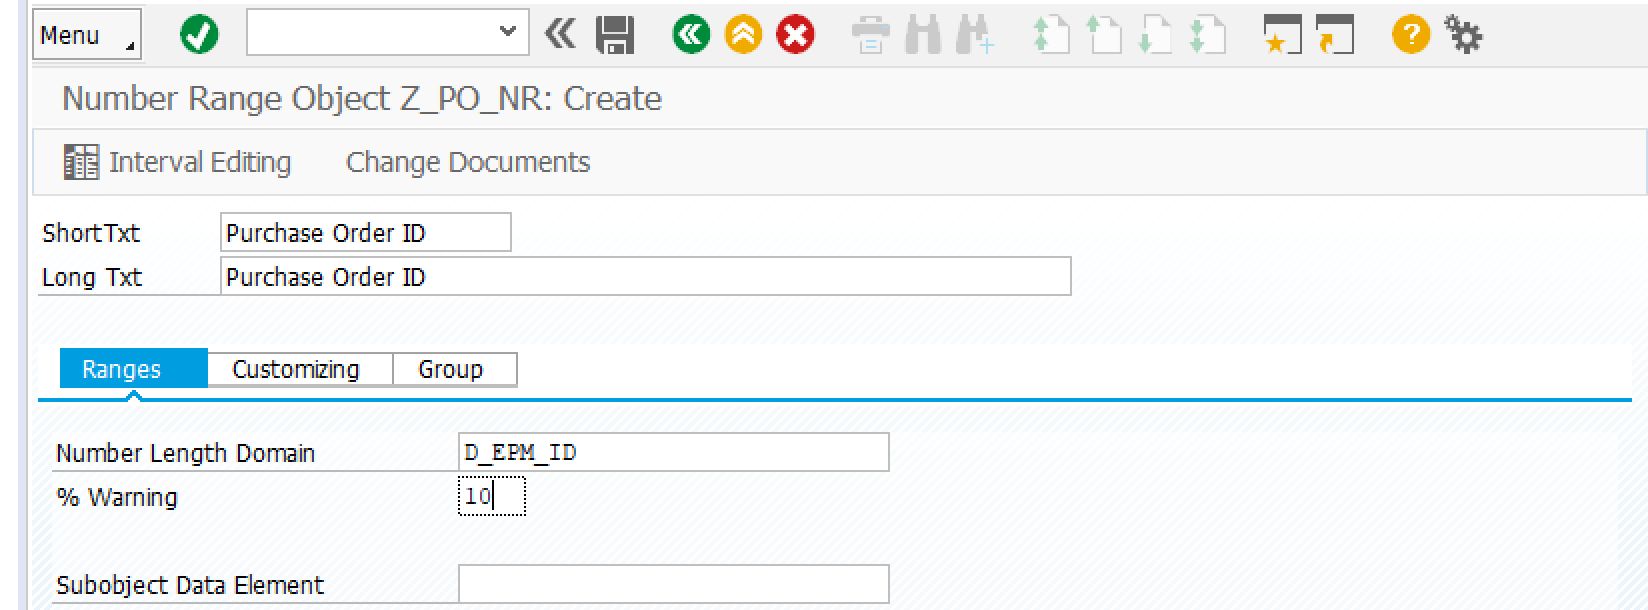 Menu
Number Range Object Z_PO_NR: Create
Interval Editing Change Documents
ShortTxt Purchase Order ID
Long Txt Purchase Order ID
Ranges Customizing Group
Number Length Domain D_EPM_ID
% Warning 10
Subobject Data Element